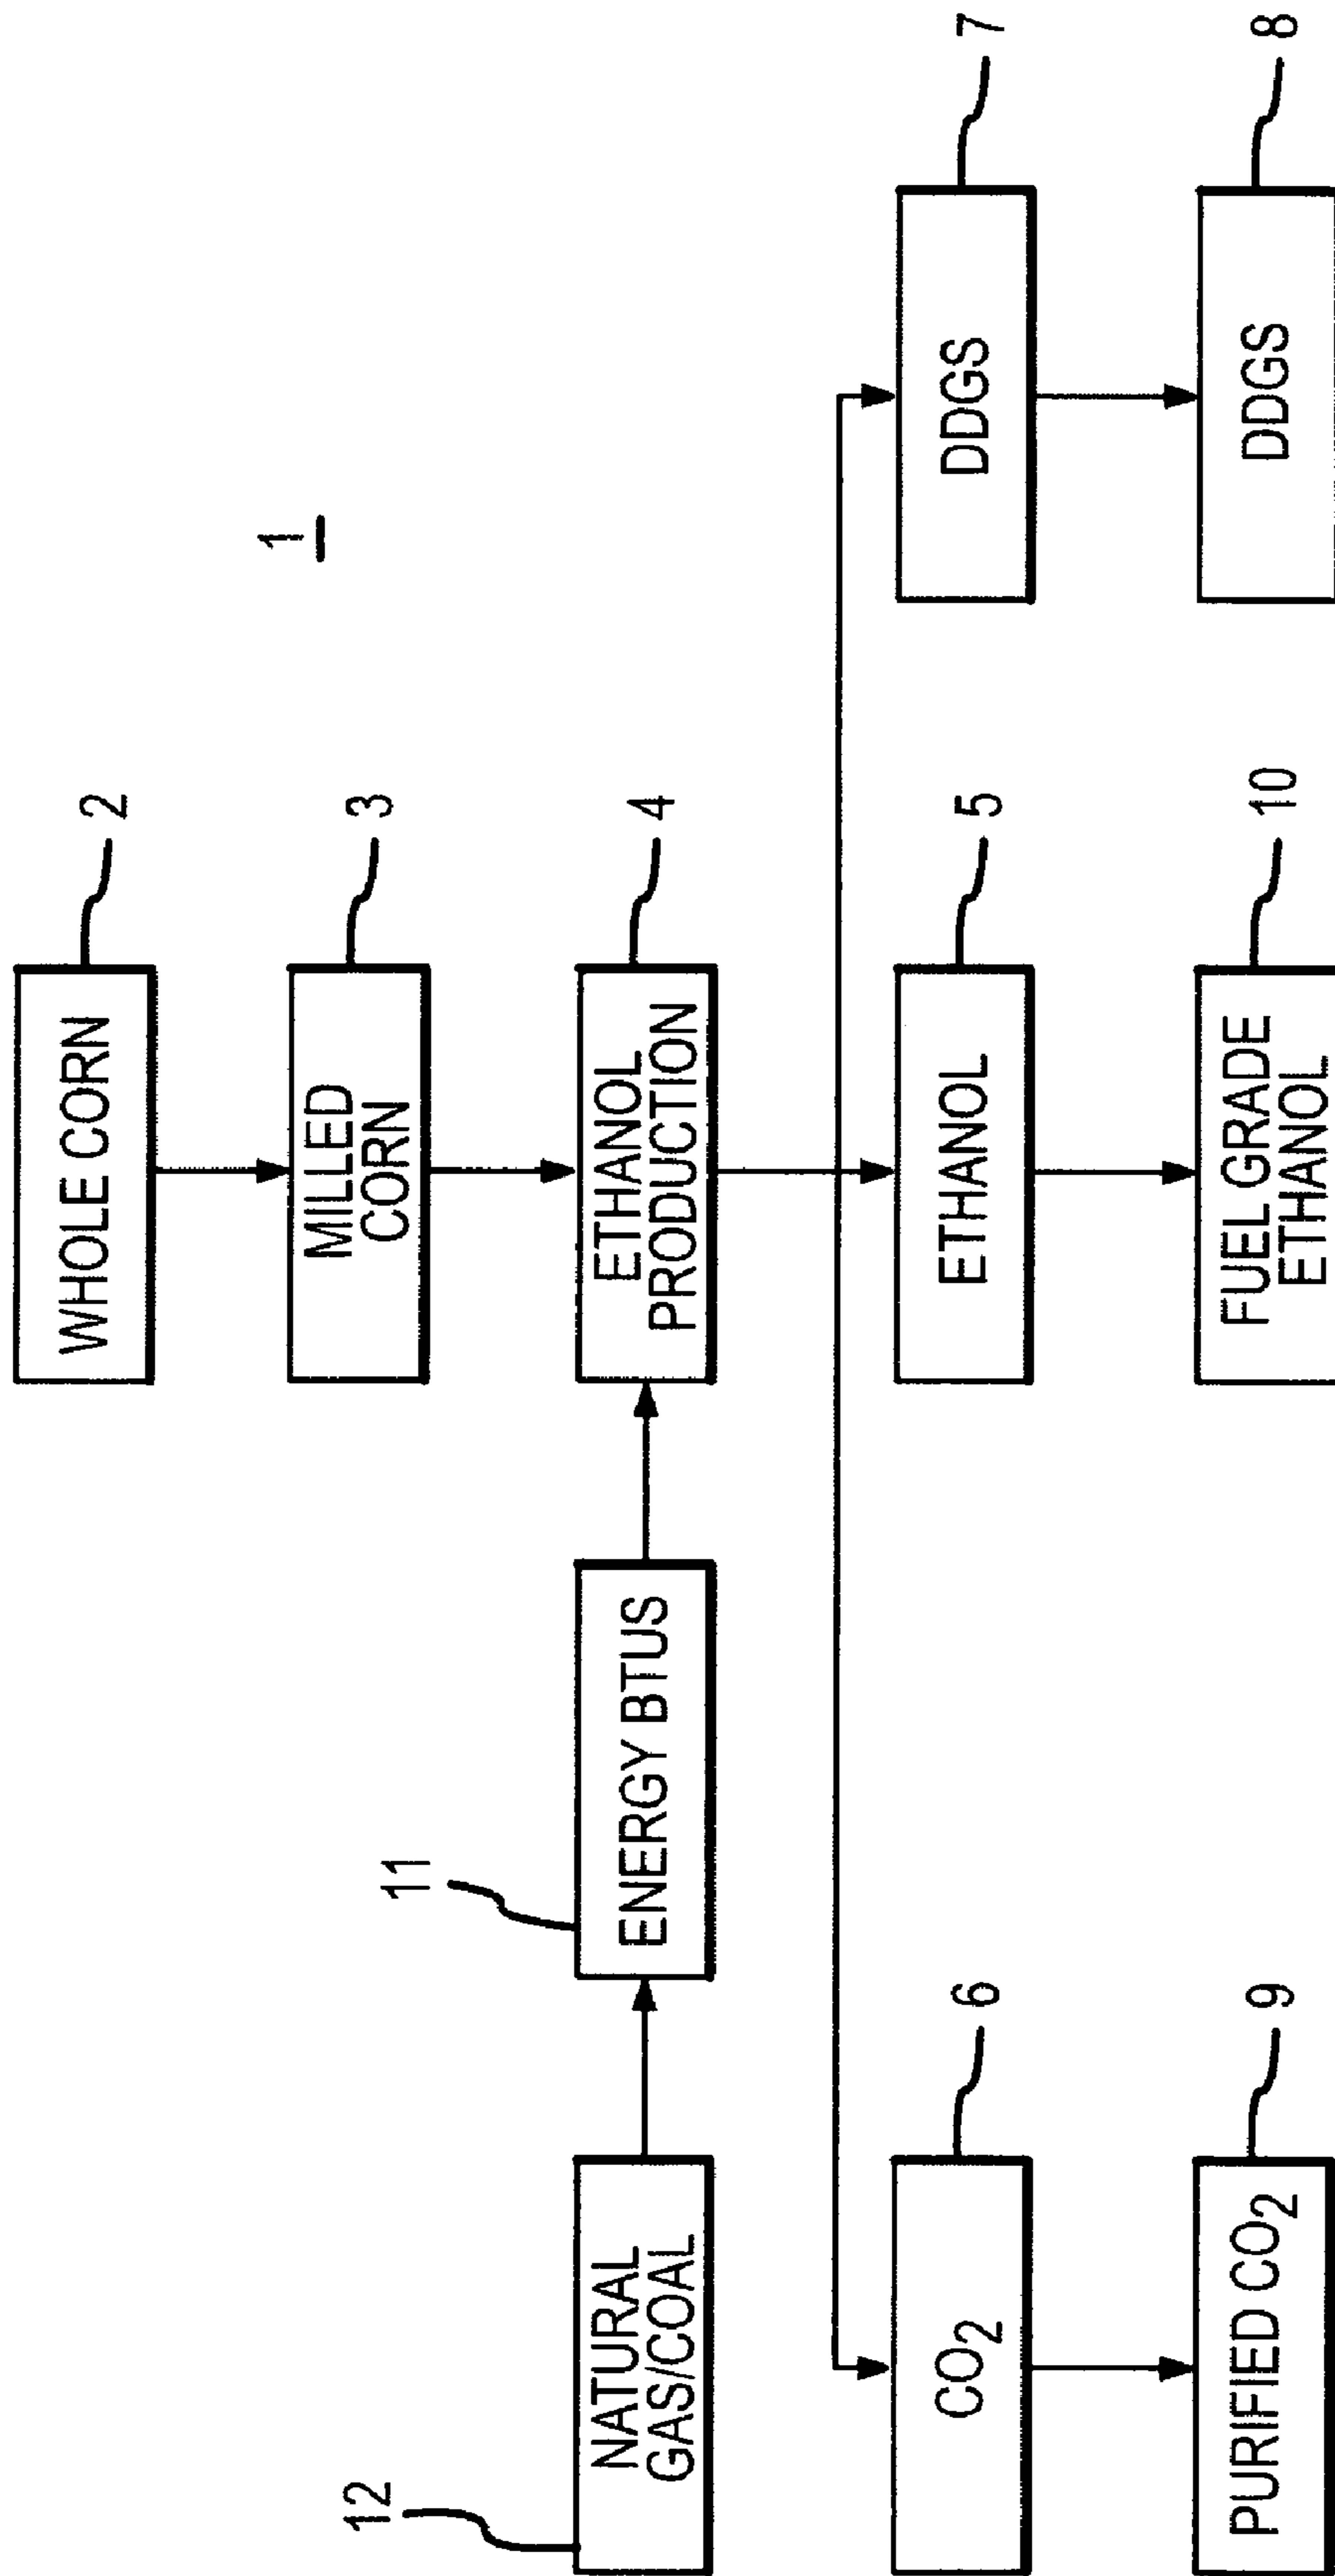 1
WHOLE CORN
2
MILLED
CORN
3
NATURAL
GAS/COAL
12
ENERGY BTUS
11
ETHANOL
PRODUCTION
4
CO2
6
ETHANOL
5
DDGS
7
PURIFIED CO2
9
FUEL GRADE
ETHANOL
10
DDGS
8